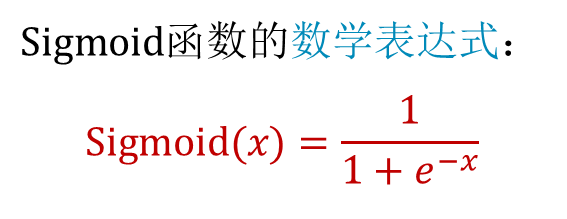 Sigmoid函数的数学表达式：
Sigmoid(x) = 1 / (1 + e^{-x})